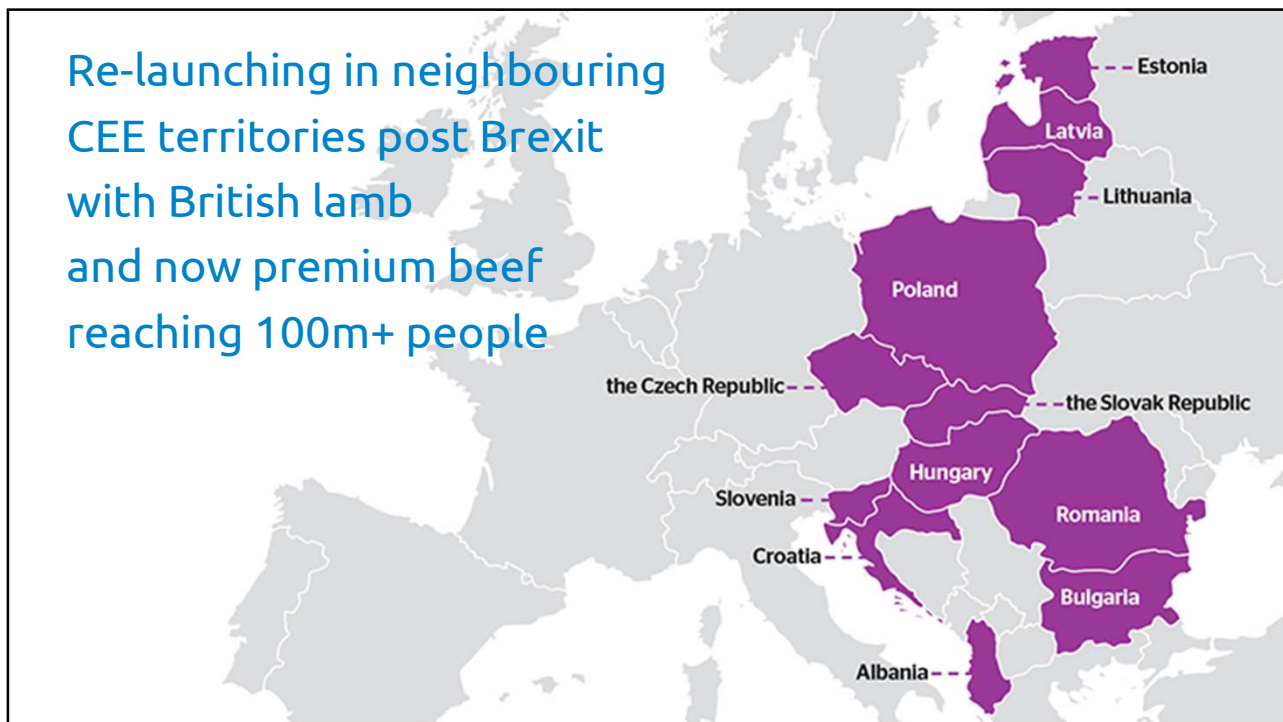 Re-launching in neighbouring
CEE territories post Brexit
with British lamb
and now premium beef
reaching 100m+ people
Estonia
Latvia
Lithuania
Poland
the Czech Republic
the Slovak Republic
Hungary
Slovenia
Romania
Croatia
Bulgaria
Albania